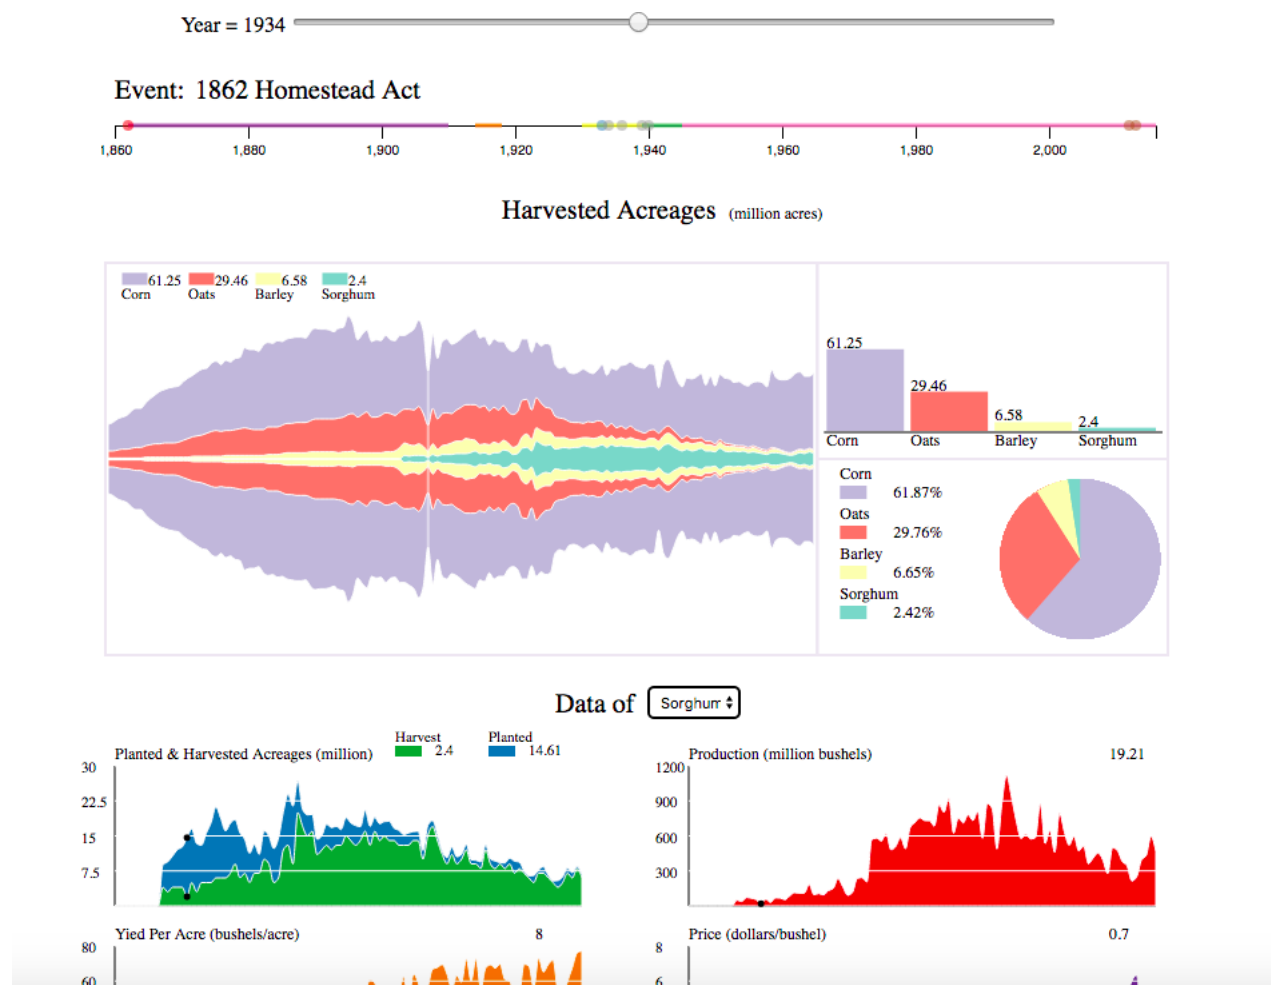 Year = 1934
Event: 1862 Homestead Act
1,860 1,880 1,900 1,920 1,940 1,960 1,980 2,000
Harvested Acreages (million acres)
61.25 29.46 6.58 2.4
Corn Oats Barley Sorghum
61.25
29.46
6.58
2.4
Corn Oats Barley Sorghum
Corn
61.87%
Oats
29.76%
Barley
6.65%
Sorghum
2.42%
Data of Sorghum
Harvest Planted
Planted & Harvested Acreages (million) 2.4 14.61
30
22.5
15
7.5
Production (million bushels) 19.21
1200
900
600
300
Yied Per Acre (bushels/acre) 8
80
60
Price (dollars/bushel) 0.7
8
6